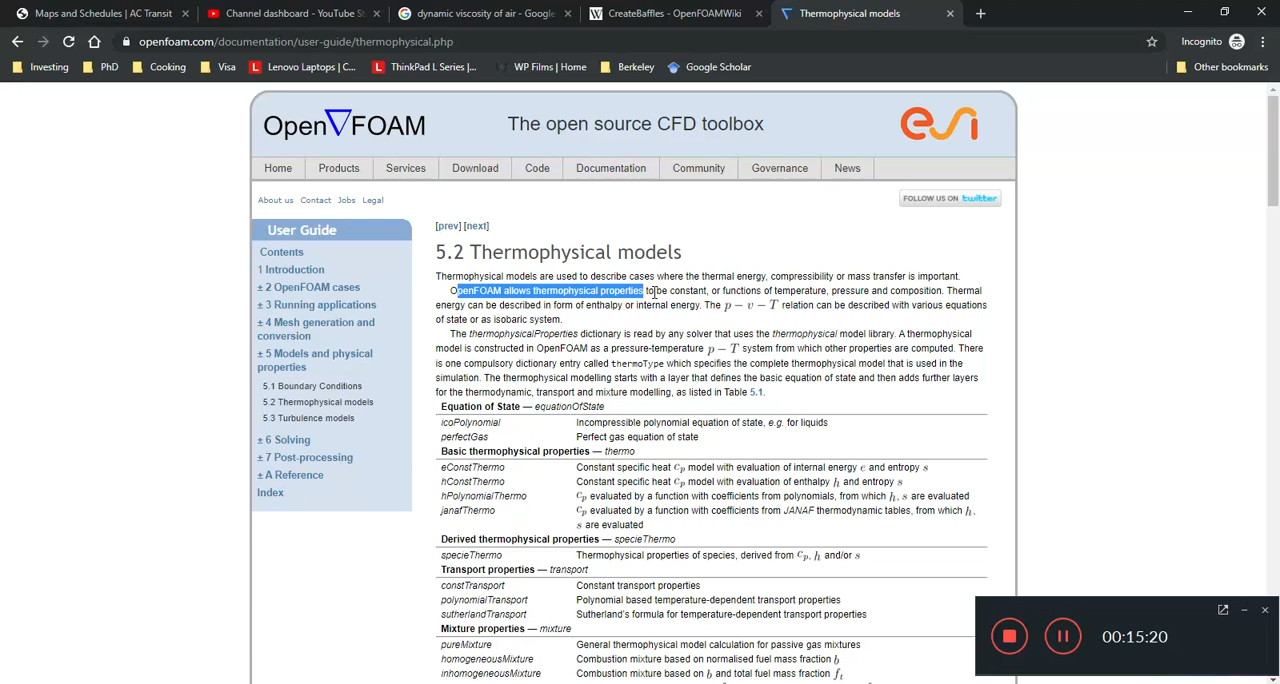 Maps and Schedules | AC Transit
Channel dashboard - YouTube St
dynamic viscosity of air - Google
CreateBaffles - OpenFOAMWiki
Thermophysical models
openfoam.com/documentation/user-guide/thermophysical.php
Incognito
Investing
PhD
Cooking
Visa
Lenovo Laptops | C...
ThinkPad L Series |...
WP Films | Home
Berkeley
Google Scholar
Other bookmarks
Open∇FOAM
The open source CFD toolbox
esi
Home Products Services Download Code Documentation Community Governance News
About us Contact Jobs Legal
FOLLOW US ON twitter
User Guide
Contents
1 Introduction
± 2 OpenFOAM cases
± 3 Running applications
± 4 Mesh generation and
conversion
± 5 Models and physical
properties
5.1 Boundary Conditions
5.2 Thermophysical models
5.3 Turbulence models
± 6 Solving
± 7 Post-processing
± A Reference
Index
[prev] [next]
5.2 Thermophysical models
Thermophysical models are used to describe cases where the thermal energy, compressibility or mass transfer is important.
OpenFOAM allows thermophysical properties to be constant, or functions of temperature, pressure and composition. Thermal
energy can be described in form of enthalpy or internal energy. The p − v − T relation can be described with various equations
of state or as isobaric system.
The thermophysicalProperties dictionary is read by any solver that uses the thermophysical model library. A thermophysical
model is constructed in OpenFOAM as a pressure-temperature p − T system from which other properties are computed. There
is one compulsory dictionary entry called thermoType which specifies the complete thermophysical model that is used in the
simulation. The thermophysical modelling starts with a layer that defines the basic equation of state and then adds further layers
for the thermodynamic, transport and mixture modelling, as listed in Table 5.1.
Equation of State — equationOfState
icoPolynomial Incompressible polynomial equation of state, e.g. for liquids
perfectGas Perfect gas equation of state
Basic thermophysical properties — thermo
eConstThermo Constant specific heat cp model with evaluation of internal energy e and entropy s
hConstThermo Constant specific heat cp model with evaluation of enthalpy h and entropy s
hPolynomialThermo cp evaluated by a function with coefficients from polynomials, from which h, s are evaluated
janafThermo cp evaluated by a function with coefficients from JANAF thermodynamic tables, from which h,
s are evaluated
Derived thermophysical properties — specieThermo
specieThermo Thermophysical properties of species, derived from cp, h and/or s
Transport properties — transport
constTransport Constant transport properties
polynomialTransport Polynomial based temperature-dependent transport properties
sutherlandTransport Sutherland's formula for temperature-dependent transport properties
Mixture properties — mixture
pureMixture General thermophysical model calculation for passive gas mixtures
homogeneousMixture Combustion mixture based on normalised fuel mass fraction b
inhomogeneousMixture Combustion mixture based on b and total fuel mass fraction ft
00:15:20